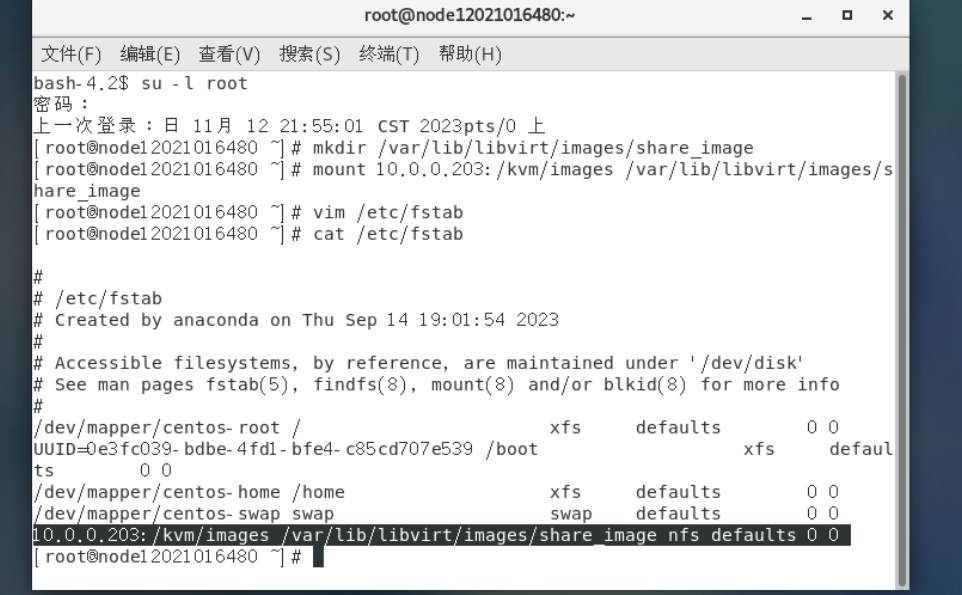 root@node12021016480:~
文件(F) 编辑(E) 查看(V) 搜索(S) 终端(T) 帮助(H)
bash-4.2$ su -l root
密码：
上一次登录：日 11月 12 21:55:01 CST 2023pts/0 上
[root@node12021016480 ~]# mkdir /var/lib/libvirt/images/share_image
[root@node12021016480 ~]# mount 10.0.0.203:/kvm/images /var/lib/libvirt/images/s
hare_image
[root@node12021016480 ~]# vim /etc/fstab
[root@node12021016480 ~]# cat /etc/fstab
#
# /etc/fstab
# Created by anaconda on Thu Sep 14 19:01:54 2023
#
# Accessible filesystems, by reference, are maintained under '/dev/disk'
# See man pages fstab(5), findfs(8), mount(8) and/or blkid(8) for more info
#
/dev/mapper/centos-root / xfs defaults 0 0
UUID=0e3fc039-bdbe-4fd1-bfe4-c85cd707e539 /boot xfs defaul
ts 0 0
/dev/mapper/centos-home /home xfs defaults 0 0
/dev/mapper/centos-swap swap swap defaults 0 0
10.0.0.203:/kvm/images /var/lib/libvirt/images/share_image nfs defaults 0 0
[root@node12021016480 ~]#